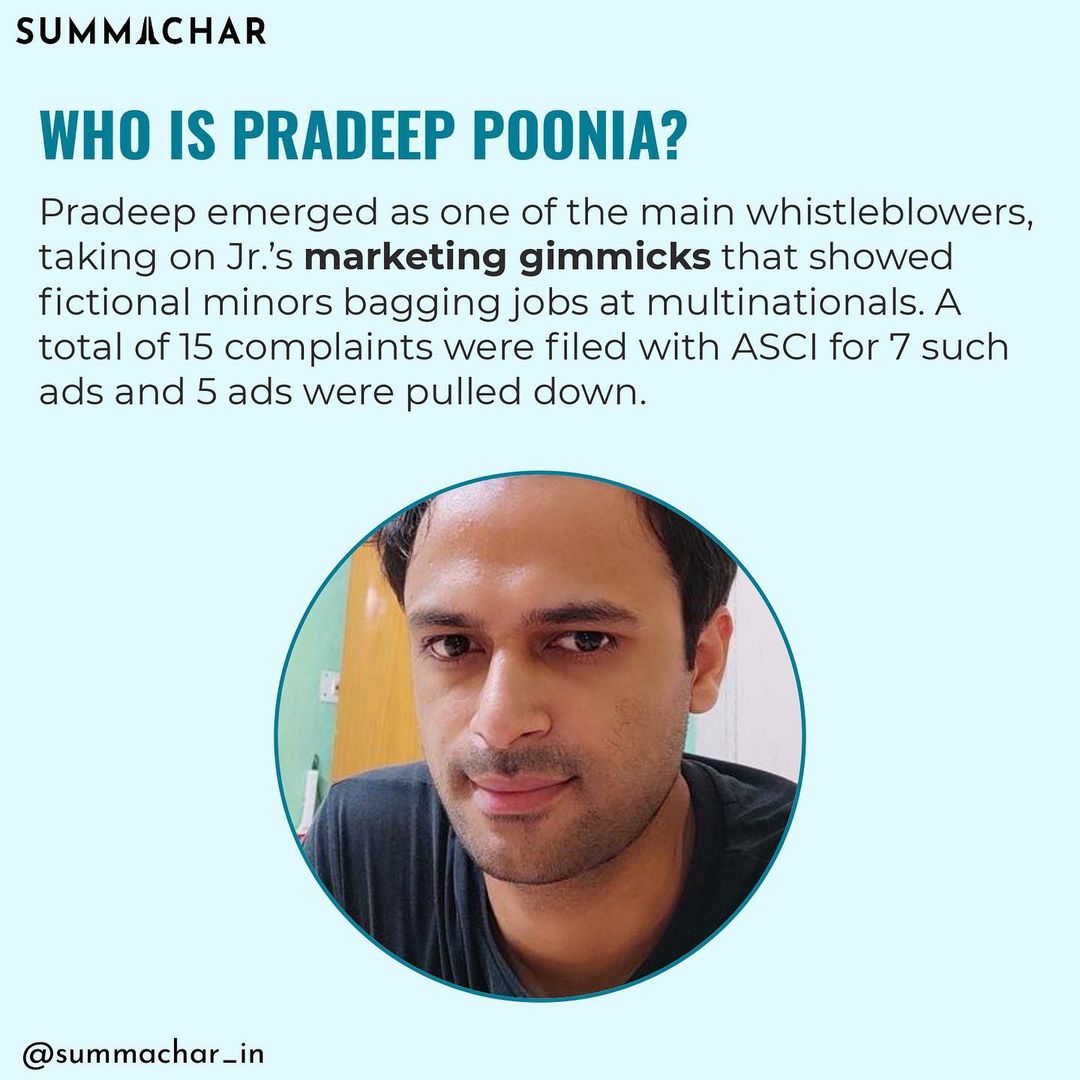 SUMMACHAR
WHO IS PRADEEP POONIA?
Pradeep emerged as one of the main whistleblowers,
taking on Jr.’s marketing gimmicks that showed
fictional minors bagging jobs at multinationals. A
total of 15 complaints were filed with ASCI for 7 such
ads and 5 ads were pulled down.
@summachar_in